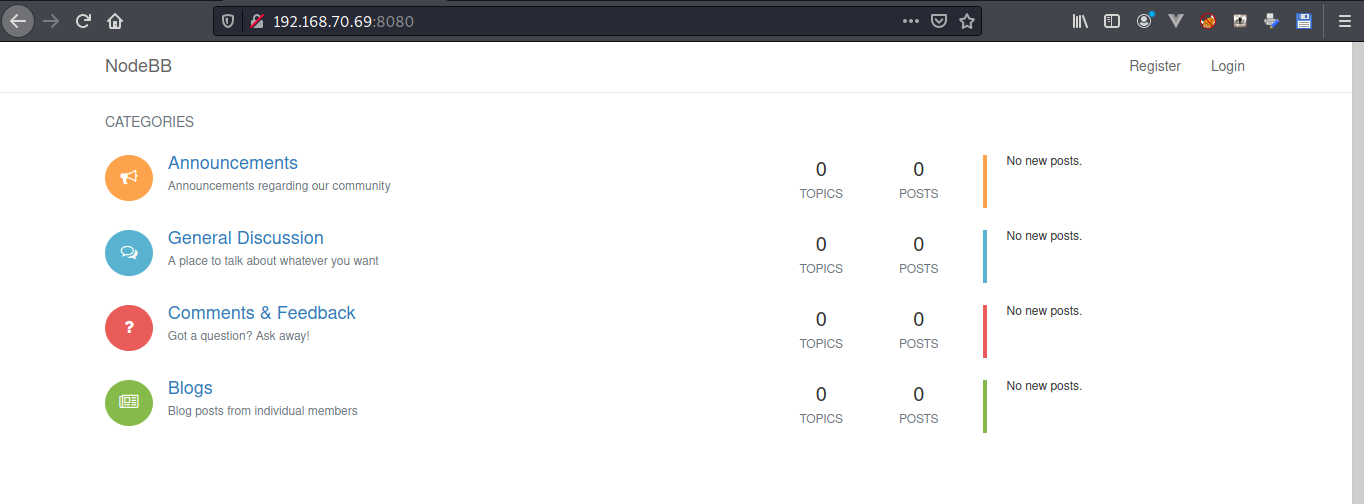 192.168.70.69:8080
NodeBB Register Login
CATEGORIES
Announcements
Announcements regarding our community
0 TOPICS
0 POSTS
No new posts.
General Discussion
A place to talk about whatever you want
0 TOPICS
0 POSTS
No new posts.
Comments & Feedback
Got a question? Ask away!
0 TOPICS
0 POSTS
No new posts.
Blogs
Blog posts from individual members
0 TOPICS
0 POSTS
No new posts.